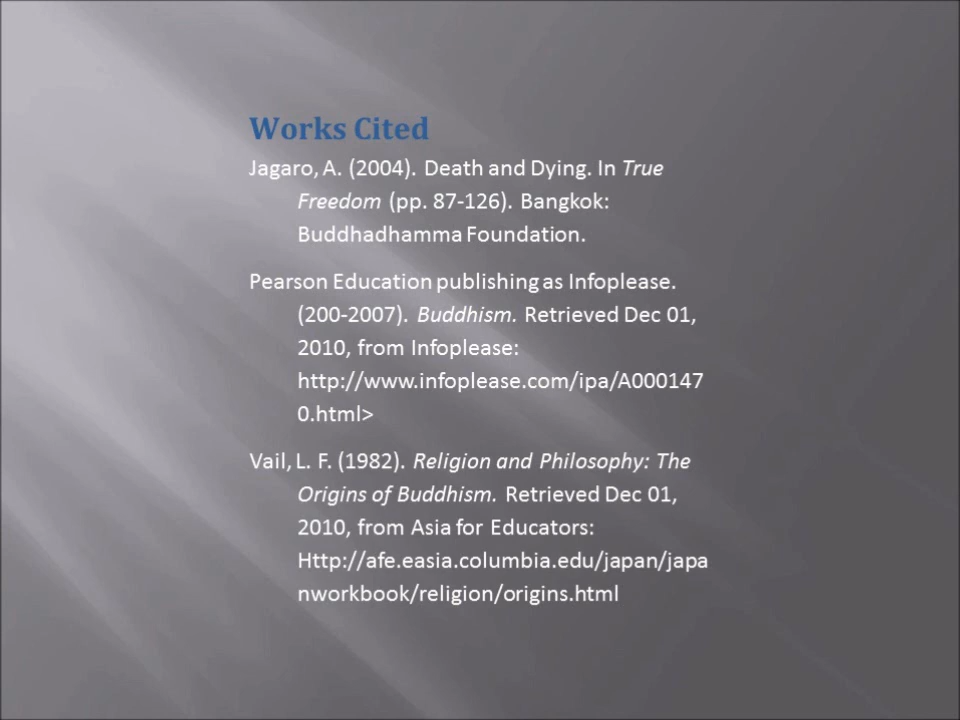 Works Cited
Jagaro, A. (2004). Death and Dying. In True
Freedom (pp. 87-126). Bangkok:
Buddhadhamma Foundation.
Pearson Education publishing as Infoplease.
(200-2007). Buddhism. Retrieved Dec 01,
2010, from Infoplease:
http://www.infoplease.com/ipa/A000147
0.html>
Vail, L. F. (1982). Religion and Philosophy: The
Origins of Buddhism. Retrieved Dec 01,
2010, from Asia for Educators:
Http://afe.easia.columbia.edu/japan/japa
nworkbook/religion/origins.html